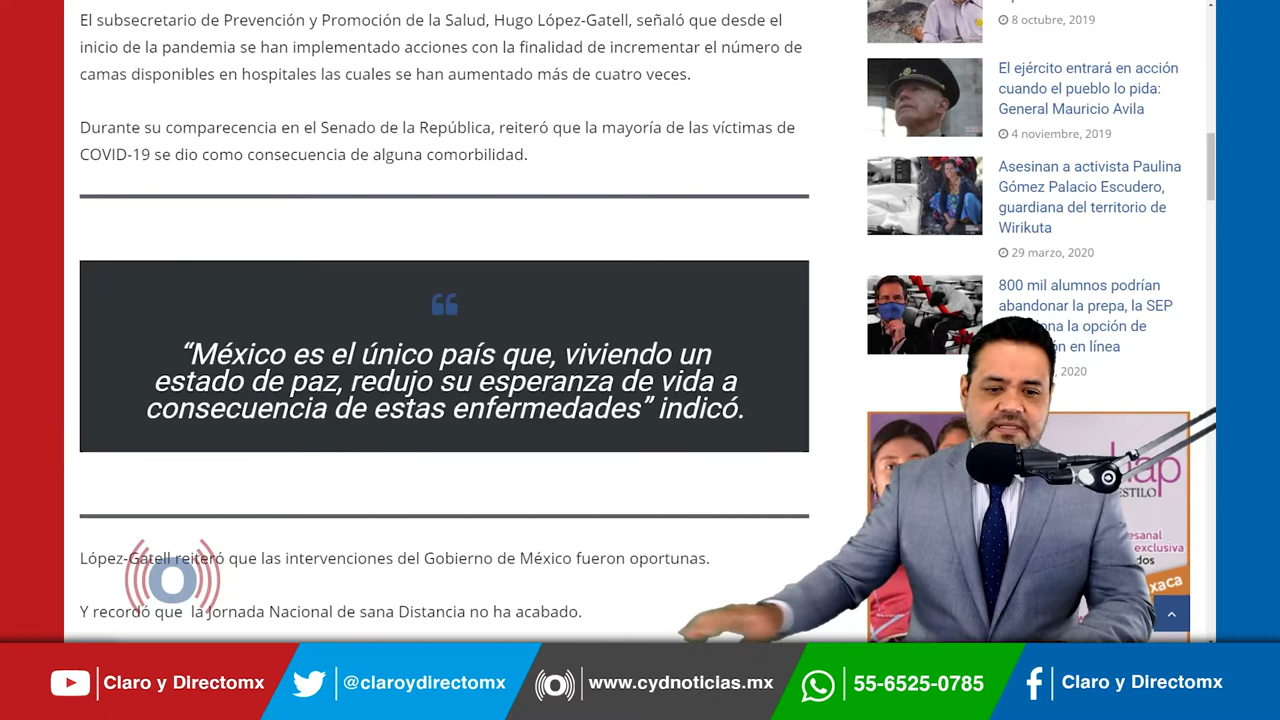 El subsecretario de Prevención y Promoción de la Salud, Hugo López-Gatell, señaló que desde el
inicio de la pandemia se han implementado acciones con la finalidad de incrementar el número de
camas disponibles en hospitales las cuales se han aumentado más de cuatro veces.
Durante su comparecencia en el Senado de la República, reiteró que la mayoría de las víctimas de
COVID-19 se dio como consecuencia de alguna comorbilidad.
“México es el único país que, viviendo un
estado de paz, redujo su esperanza de vida a
consecuencia de estas enfermedades” indicó.
López-Gatell reiteró que las intervenciones del Gobierno de México fueron oportunas.
Y recordó que la Jornada Nacional de sana Distancia no ha acabado.
8 octubre, 2019
El ejército entrará en acción
cuando el pueblo lo pida:
General Mauricio Avila
4 noviembre, 2019
Asesinan a activista Paulina
Gómez Palacio Escudero,
guardiana del territorio de
Wirikuta
29 marzo, 2020
800 mil alumnos podrían
abandonar la prepa, la SEP
la opción de
en línea
2020
ESTILO
exclusiva
Claro y Directomx
@claroydirectomx
www.cydnoticias.mx
55-6525-0785
Claro y Directomx